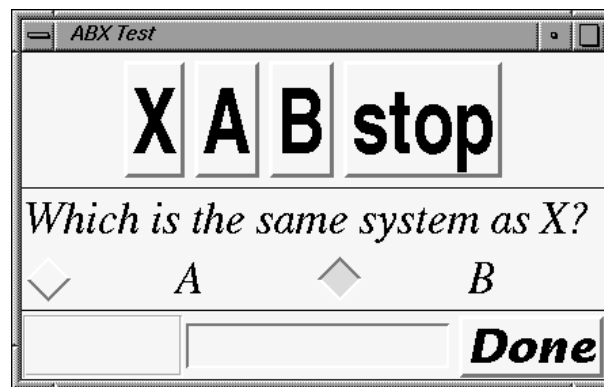 ABX Test
X A B stop
Which is the same system as X?
A B
Done